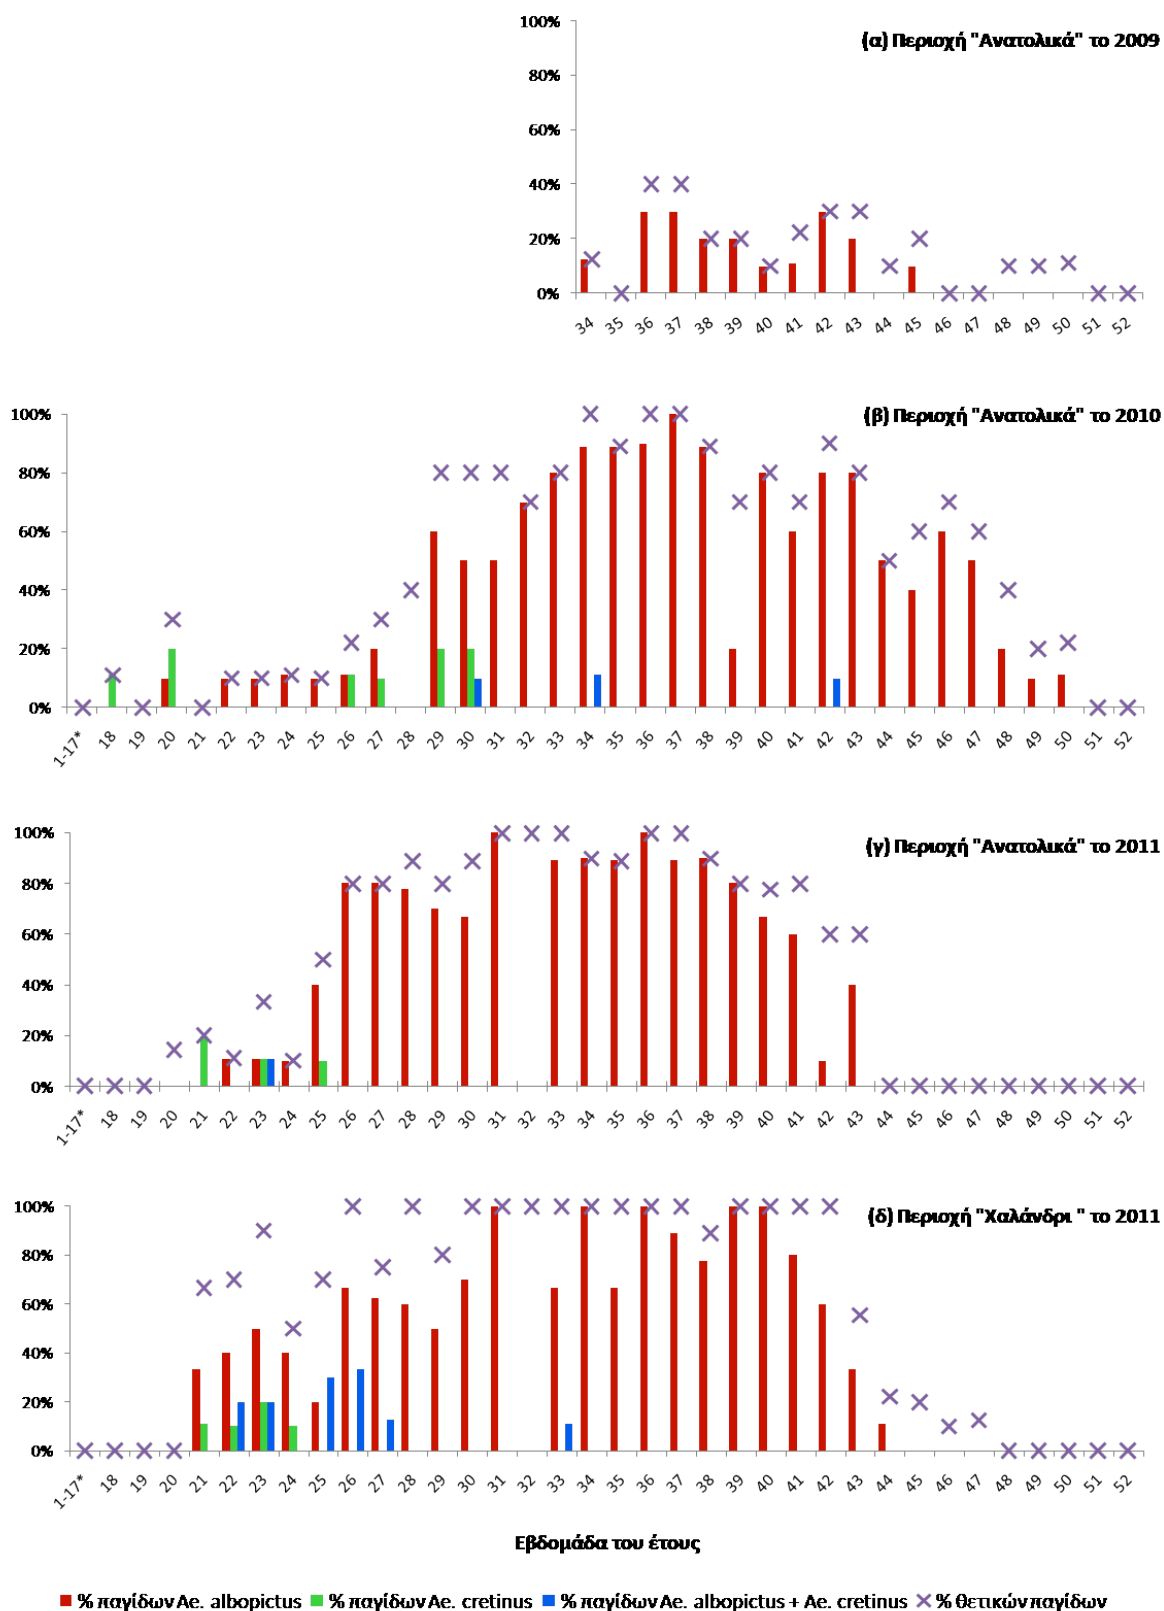 100%
(α) Περιοχή "Ανατολικά" το 2009
80%
60%
40%
20%
0%
34 35 36 37 38 39 40 41 42 43 44 45 46 47 48 49 50 51 52
100%
(β) Περιοχή "Ανατολικά" το 2010
80%
60%
40%
20%
0%
1-17* 18 19 20 21 22 23 24 25 26 27 28 29 30 31 32 33 34 35 36 37 38 39 40 41 42 43 44 45 46 47 48 49 50 51 52
100%
(γ) Περιοχή "Ανατολικά" το 2011
80%
60%
40%
20%
0%
1-17* 18 19 20 21 22 23 24 25 26 27 28 29 30 31 32 33 34 35 36 37 38 39 40 41 42 43 44 45 46 47 48 49 50 51 52
100%
(δ) Περιοχή "Χαλάνδρι " το 2011
80%
60%
40%
20%
0%
1-17* 18 19 20 21 22 23 24 25 26 27 28 29 30 31 32 33 34 35 36 37 38 39 40 41 42 43 44 45 46 47 48 49 50 51 52
Εβδομάδα του έτους
% παγίδων Ae. albopictus % παγίδων Ae. cretinus % παγίδων Ae. albopictus + Ae. cretinus % θετικών παγίδων